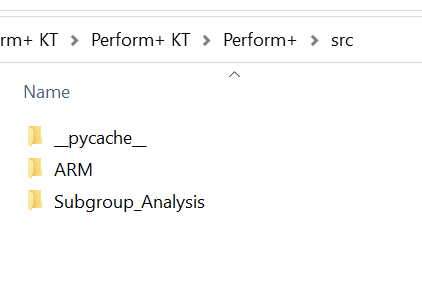 rm+ KT > Perform+ KT > Perform+ > src
Name
__pycache__
ARM
Subgroup_Analysis